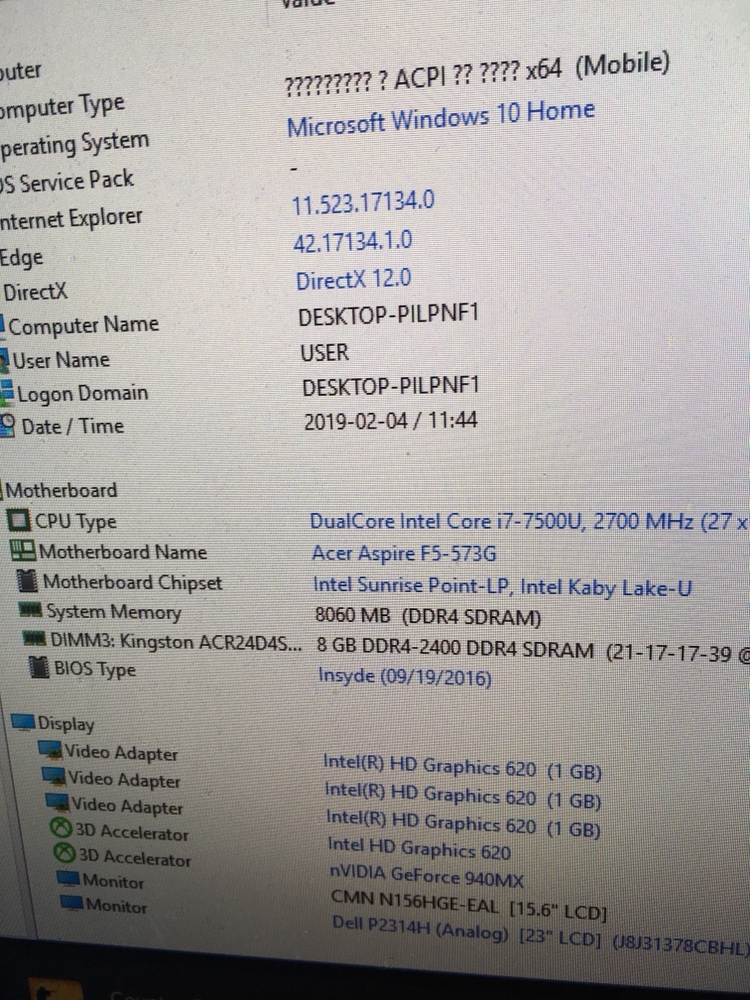 Value
puter
omputer Type ????????? ? ACPI ?? ???? x64 (Mobile)
perating System Microsoft Windows 10 Home
OS Service Pack -
nternet Explorer 11.523.17134.0
Edge 42.17134.1.0
DirectX DirectX 12.0
Computer Name DESKTOP-PILPNF1
User Name USER
Logon Domain DESKTOP-PILPNF1
Date / Time 2019-02-04 / 11:44
Motherboard
CPU Type DualCore Intel Core i7-7500U, 2700 MHz (27 x
Motherboard Name Acer Aspire F5-573G
Motherboard Chipset Intel Sunrise Point-LP, Intel Kaby Lake-U
System Memory 8060 MB (DDR4 SDRAM)
DIMM3: Kingston ACR24D4S... 8 GB DDR4-2400 DDR4 SDRAM (21-17-17-39 @
BIOS Type Insyde (09/19/2016)
Display
Video Adapter Intel(R) HD Graphics 620 (1 GB)
Video Adapter Intel(R) HD Graphics 620 (1 GB)
Video Adapter Intel(R) HD Graphics 620 (1 GB)
3D Accelerator Intel HD Graphics 620
3D Accelerator nVIDIA GeForce 940MX
Monitor CMN N156HGE-EAL [15.6" LCD]
Monitor Dell P2314H (Analog) [23" LCD] (J8J31378CBHL)